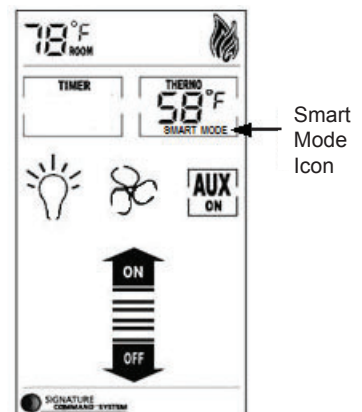 78°F
ROOM
TIMER
THERMO
58°F
SMART MODE
Smart
Mode
Icon
AUX
ON
ON
OFF
SIGNATURE
COMMAND SYSTEM